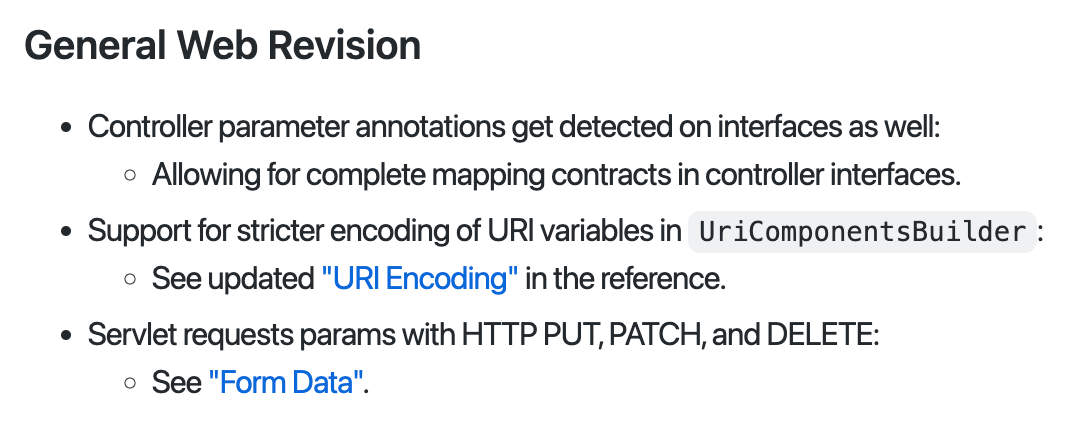 General Web Revision
• Controller parameter annotations get detected on interfaces as well:
◦ Allowing for complete mapping contracts in controller interfaces.
• Support for stricter encoding of URI variables in UriComponentsBuilder:
◦ See updated "URI Encoding" in the reference.
• Servlet requests params with HTTP PUT, PATCH, and DELETE:
◦ See "Form Data".